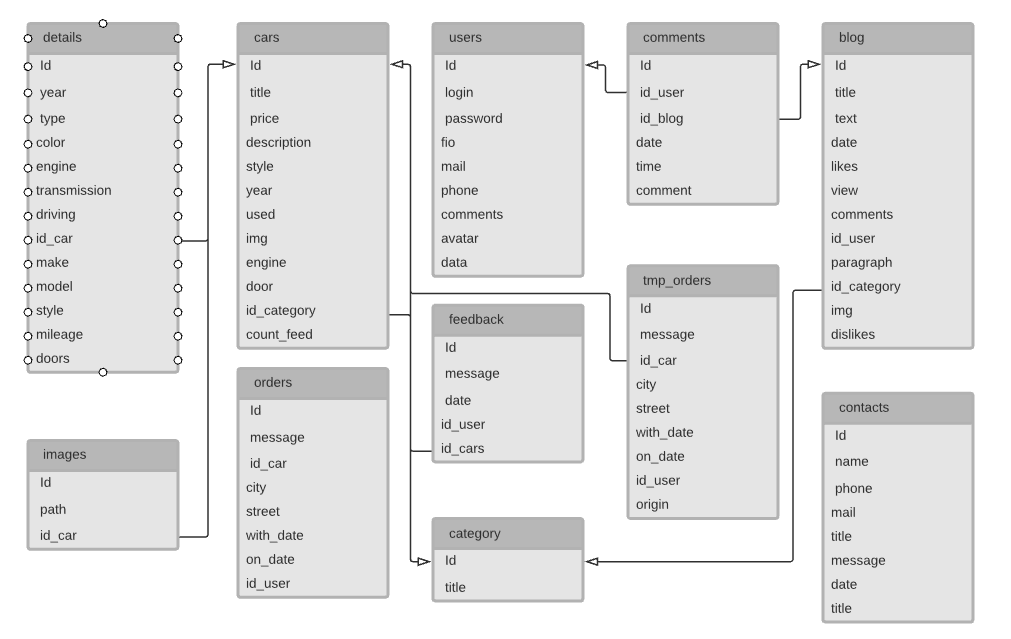 details
Id
year
type
color
engine
transmission
driving
id_car
make
model
style
mileage
doors
images
Id
path
id_car
cars
Id
title
price
description
style
year
used
img
engine
door
id_category
count_feed
orders
Id
message
id_car
city
street
with_date
on_date
id_user
users
Id
login
password
fio
mail
phone
comments
avatar
data
feedback
Id
message
date
id_user
id_cars
category
Id
title
comments
Id
id_user
id_blog
date
time
comment
tmp_orders
Id
message
id_car
city
street
with_date
on_date
id_user
origin
blog
Id
title
text
date
likes
view
comments
id_user
paragraph
id_category
img
dislikes
contacts
Id
name
phone
mail
title
message
date
title